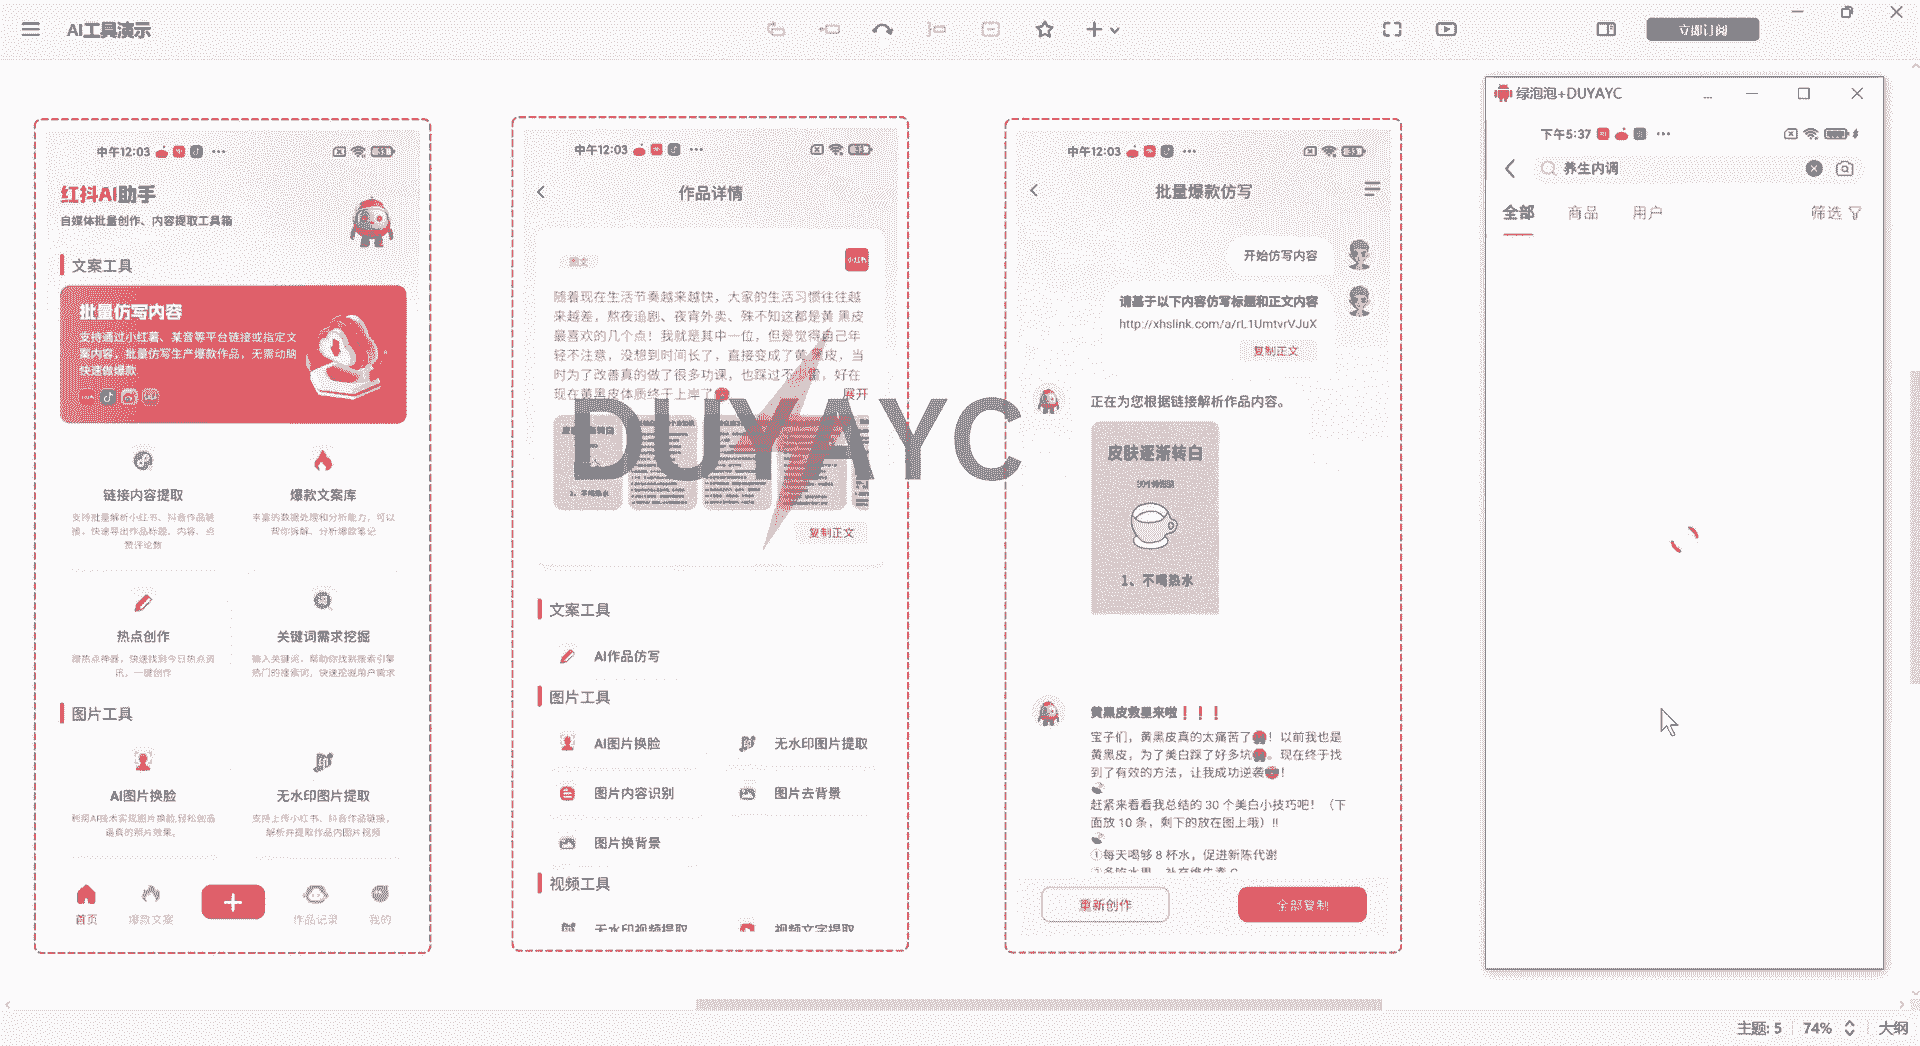 AI工具演示
立即订阅
中午12:03
红抖AI助手
自媒体批量创作、内容提取工具箱
文案工具
批量仿写内容
支持通过小红薯、某音等平台链接或指定文
案内容，批量仿写生产爆款作品，无需动脑
快速做爆款
链接内容提取
支持批量解析小红书、抖音作品链
接，快速导出作品标题、内容、点
赞评论数
爆款文案库
丰富的数据处理和分析能力，可以
帮你拆解、分析爆款笔记
热点创作
蹭热点神器，快速找到今日热点资
讯，一键创作
关键词需求挖掘
输入关键词，帮助你找到搜索引擎
热门的搜索词，快速挖掘用户需求
图片工具
AI图片换脸
利用AI技术实现图片换脸,轻松创造
逼真的照片效果。
无水印图片提取
支持上传小红书、抖音作品链接，
解析并提取作品内图片视频
首页
爆款文案
作品记录
我的
中午12:03
作品详情
图文
小红书
随着现在生活节奏越来越快，大家的生活习惯往往越
来越差，熬夜追剧、夜宵外卖、殊不知这都是黄 黑皮
最喜欢的几个点！我就是其中一位，但是觉得自己年
轻不注意，没想到时间长了，直接变成了黄 黑皮，当
时为了改善真的做了很多功课，也踩过不少雷，好在
现在黄黑皮体质终于上岸了
展开
1、不喝热水
复制正文
DUYAYC
文案工具
AI作品仿写
图片工具
AI图片换脸
无水印图片提取
图片内容识别
图片去背景
图片换背景
视频工具
无水印视频提取
视频文字提取
中午12:03
批量爆款仿写
开始仿写内容
请基于以下内容仿写标题和正文内容
http://xhslink.com/a/rL1UmtvrVJuX
复制正文
正在为您根据链接解析作品内容。
皮肤逐渐转白
1、不喝热水
黄黑皮救星来啦❗❗❗
宝子们，黄黑皮真的太痛苦了！以前我也是
黄黑皮，为了美白踩了好多坑。现在终于找
到了有效的方法，让我成功逆袭！
赶紧来看看我总结的 30 个美白小技巧吧！（下
面放 10 条，剩下的放在图上哦）‼
①每天喝够 8 杯水，促进新陈代谢
重新创作
全部复制
绿泡泡+DUYAYC
下午5:37
养生内调
全部
商品
用户
筛选
主题: 5
74%
大纲